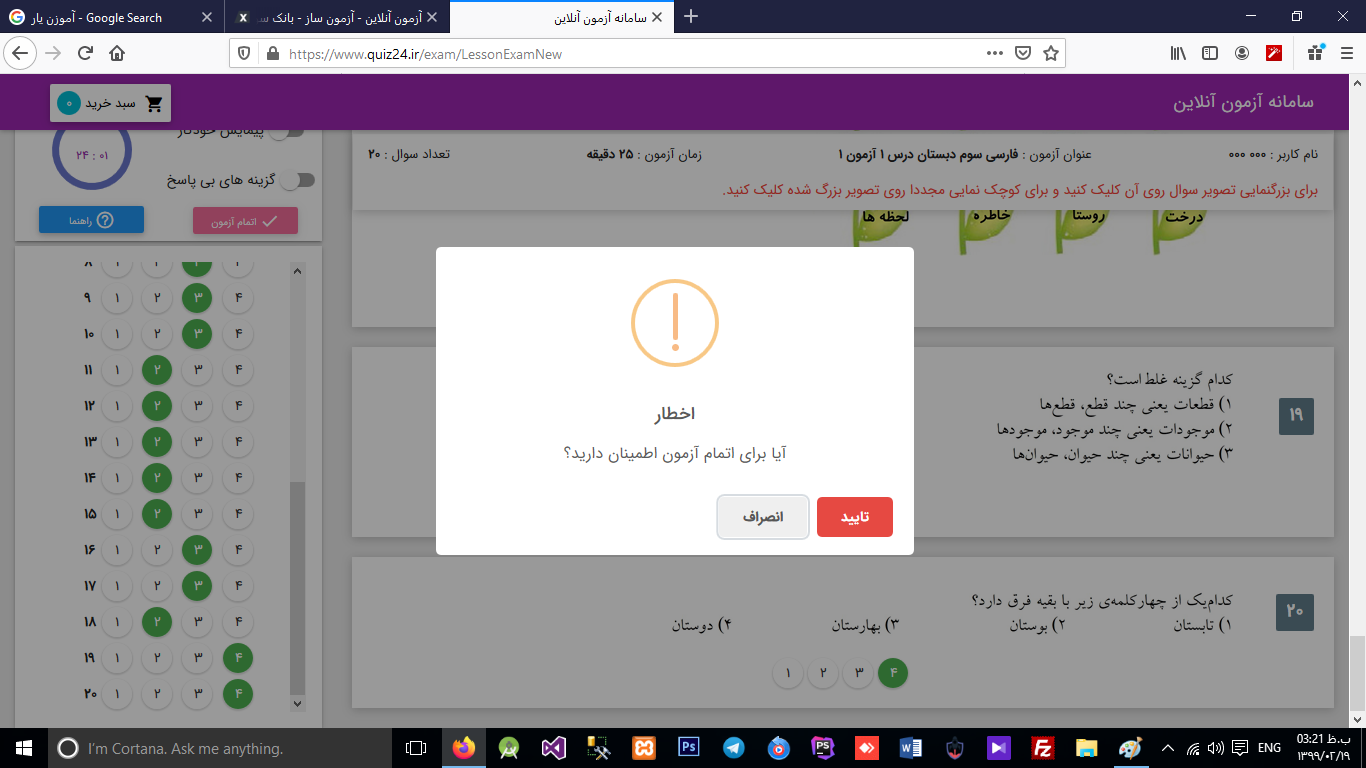 آموزن یار - Google Search
آزمون آنلاین - آزمون ساز - بانک سو
سامانه آزمون آنلاین
https://www.quiz24.ir/exam/LessonExamNew
سامانه آزمون آنلاین
سبد خرید ۰
پیمایش خودکار
۲۴ : ۰۱
گزینه های بی پاسخ
اتمام آزمون
راهنما
نام کاربر : ۰۰۰ ۰۰۰
عنوان آزمون : فارسی سوم دبستان درس ۱ آزمون ۱
زمان آزمون : ۲۵ دقیقه
تعداد سوال : ۲۰
برای بزرگنمایی تصویر سوال روی آن کلیک کنید و برای کوچک نمایی مجددا روی تصویر بزرگ شده کلیک کنید.
درخت روستا خاطره لحظه ها
۸ ۱ ۲ ۳ ۴
۹ ۱ ۲ ۳ ۴
۱۰ ۱ ۲ ۳ ۴
۱۱ ۱ ۲ ۳ ۴
۱۲ ۱ ۲ ۳ ۴
۱۳ ۱ ۲ ۳ ۴
۱۴ ۱ ۲ ۳ ۴
۱۵ ۱ ۲ ۳ ۴
۱۶ ۱ ۲ ۳ ۴
۱۷ ۱ ۲ ۳ ۴
۱۸ ۱ ۲ ۳ ۴
۱۹ ۱ ۲ ۳ ۴
۲۰ ۱ ۲ ۳ ۴
اخطار
آیا برای اتمام آزمون اطمینان دارید؟
تایید
انصراف
۱۹
کدام گزینه غلط است؟
۱) قطعات یعنی چند قطع، قطع‌ها
۲) موجودات یعنی چند موجود، موجودها
۳) حیوانات یعنی چند حیوان، حیوان‌ها
۲۰
کدام‌یک از چهارکلمه‌ی زیر با بقیه فرق دارد؟
۱) تابستان ۲) بوستان ۳) بهارستان ۴) دوستان
۱ ۲ ۳ ۴
I'm Cortana. Ask me anything.
ENG
03:21 ب.ظ
۱۳۹۹/۰۲/۱۹